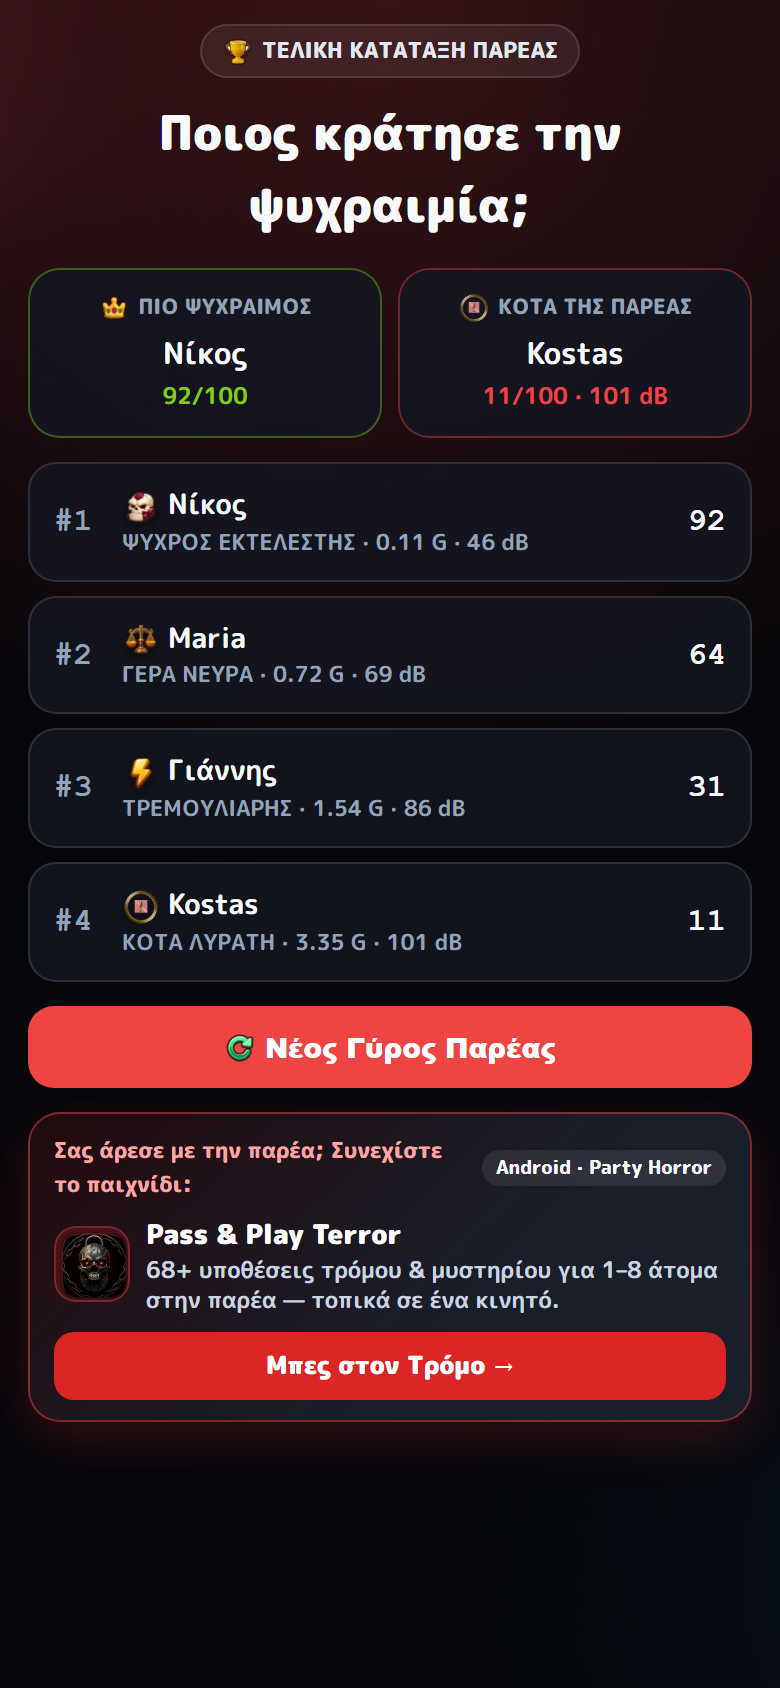 ΤΕΛΙΚΗ ΚΑΤΑΤΑΞΗ ΠΑΡΕΑΣ
Ποιος κράτησε την
ψυχραιμία;
ΠΙΟ ΨΥΧΡΑΙΜΟΣ
Νίκος
92/100
ΚΟΤΑ ΤΗΣ ΠΑΡΕΑΣ
Kostas
11/100 · 101 dB
#1
Νίκος
ΨΥΧΡΟΣ ΕΚΤΕΛΕΣΤΗΣ · 0.11 G · 46 dB
92
#2
Maria
ΓΕΡΑ ΝΕΥΡΑ · 0.72 G · 69 dB
64
#3
Γιάννης
ΤΡΕΜΟΥΛΙΑΡΗΣ · 1.54 G · 86 dB
31
#4
Kostas
ΚΟΤΑ ΛΥΡΑΤΗ · 3.35 G · 101 dB
11
Νέος Γύρος Παρέας
Σας άρεσε με την παρέα; Συνεχίστε
το παιχνίδι:
Android · Party Horror
Pass & Play Terror
68+ υποθέσεις τρόμου & μυστηρίου για 1–8 άτομα
στην παρέα — τοπικά σε ένα κινητό.
Μπες στον Τρόμο →